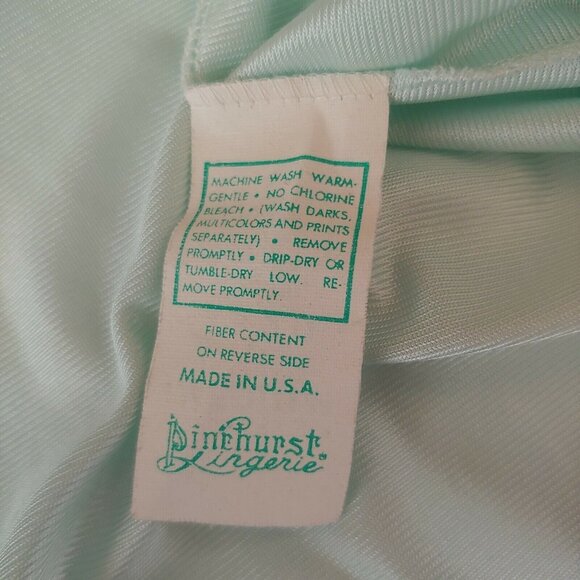 MACHINE WASH WARM-
GENTLE • NO CHLORINE
BLEACH • (WASH DARKS,
MULTICOLORS AND PRINTS
SEPARATELY) • REMOVE
PROMPTLY • DRIP-DRY OR
TUMBLE-DRY LOW. RE-
MOVE PROMPTLY.
FIBER CONTENT
ON REVERSE SIDE
MADE IN U.S.A.
Pinehurst
Lingerie